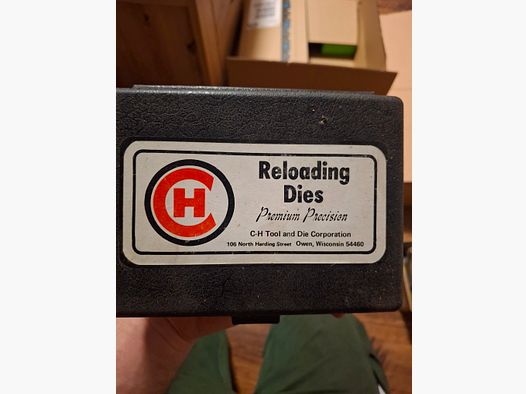 CH
Reloading
Dies
Premium Precision
C-H Tool and Die Corporation
106 North Harding Street Owen, Wisconsin 54460